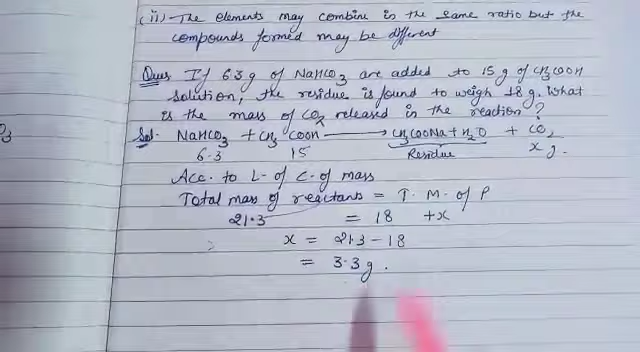 (ii) The elements may combine in the same ratio but the
compounds formed may be different
Ques If 6.3 g of NaHCO3 are added to 15 g of CH3COOH
solution, the residue is found to weigh 18 g. What
is the mass of CO2 released in the reaction?
Sol- NaHCO3 + CH3COOH ⟶ CH3COONa + H2O + CO2
6.3 15 Residue x g.
Acc. to L- of C- of mass
Total mass of reactants = T. M. of P
21.3 = 18 + x
x = 21.3 - 18
= 3.3 g.